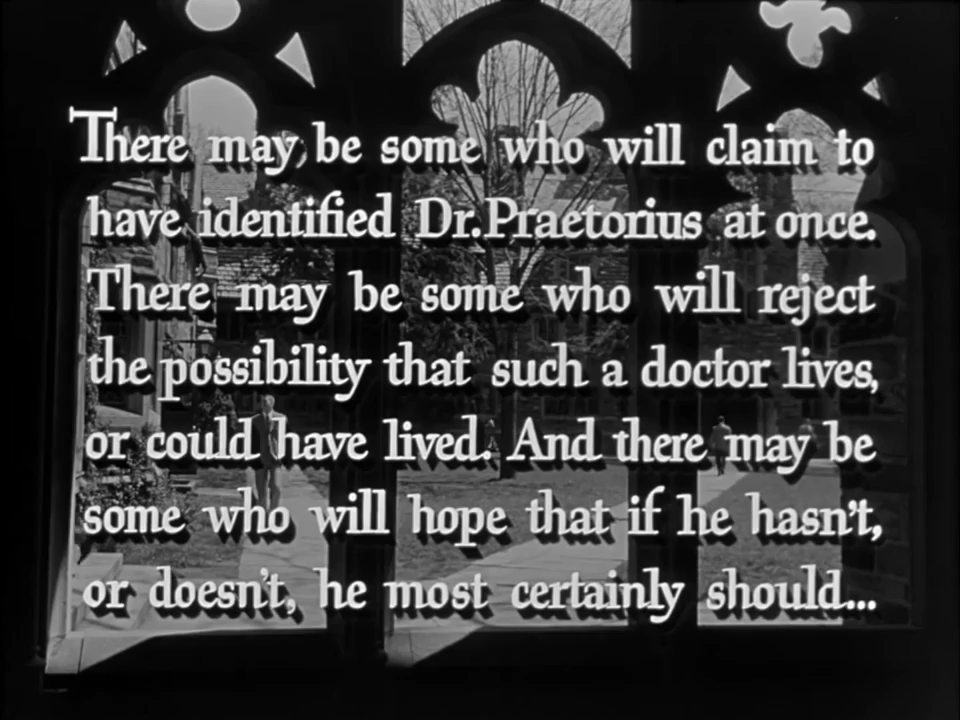 There may be some who will claim to
have identified Dr.Praetorius at once.
There may be some who will reject
the possibility that such a doctor lives,
or could have lived. And there may be
some who will hope that if he hasn't,
or doesn't, he most certainly should...